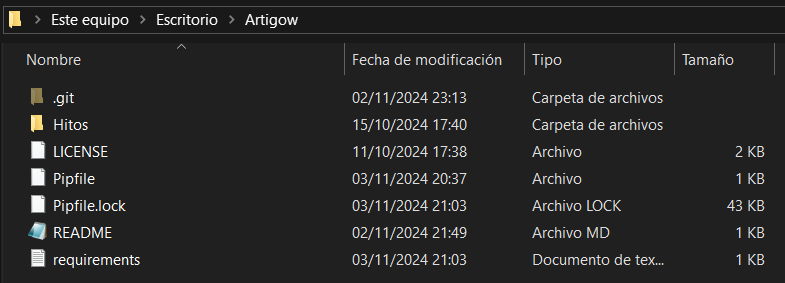 Este equipo > Escritorio > Artigow
Nombre Fecha de modificación Tipo Tamaño
.git 02/11/2024 23:13 Carpeta de archivos
Hitos 15/10/2024 17:40 Carpeta de archivos
LICENSE 11/10/2024 17:38 Archivo 2 KB
Pipfile 03/11/2024 20:37 Archivo 1 KB
Pipfile.lock 03/11/2024 21:03 Archivo LOCK 43 KB
README 02/11/2024 21:49 Archivo MD 1 KB
requirements 03/11/2024 21:03 Documento de tex... 1 KB